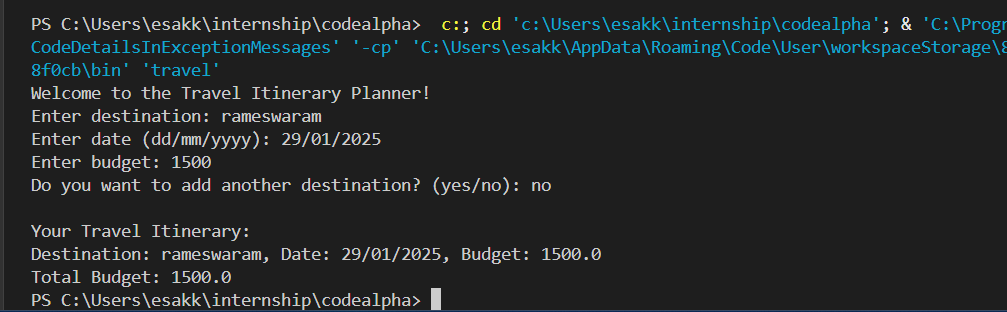 PS C:\Users\esakk\internship\codealpha>  c:; cd 'c:\Users\esakk\internship\codealpha'; & 'C:\Progr
CodeDetailsInExceptionMessages' '-cp' 'C:\Users\esakk\AppData\Roaming\Code\User\workspaceStorage\8
8f0cb\bin' 'travel'
Welcome to the Travel Itinerary Planner!
Enter destination: rameswaram
Enter date (dd/mm/yyyy): 29/01/2025
Enter budget: 1500
Do you want to add another destination? (yes/no): no
Your Travel Itinerary:
Destination: rameswaram, Date: 29/01/2025, Budget: 1500.0
Total Budget: 1500.0
PS C:\Users\esakk\internship\codealpha>